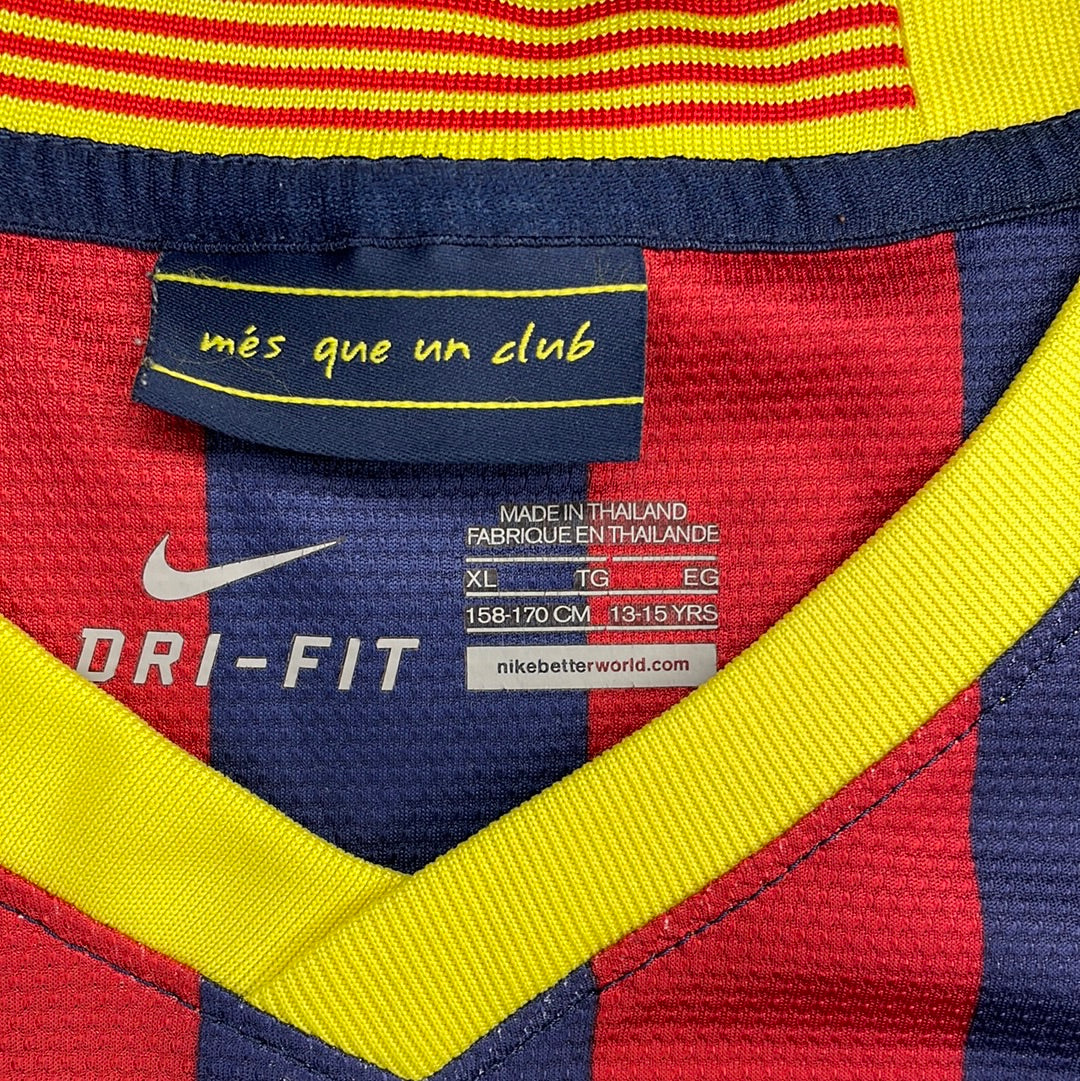 més que un club
MADE IN THAILAND
FABRIQUE EN THAILANDE
XL TG EG
158-170 CM 13-15 YRS
nikebetterworld.com
DRI-FIT